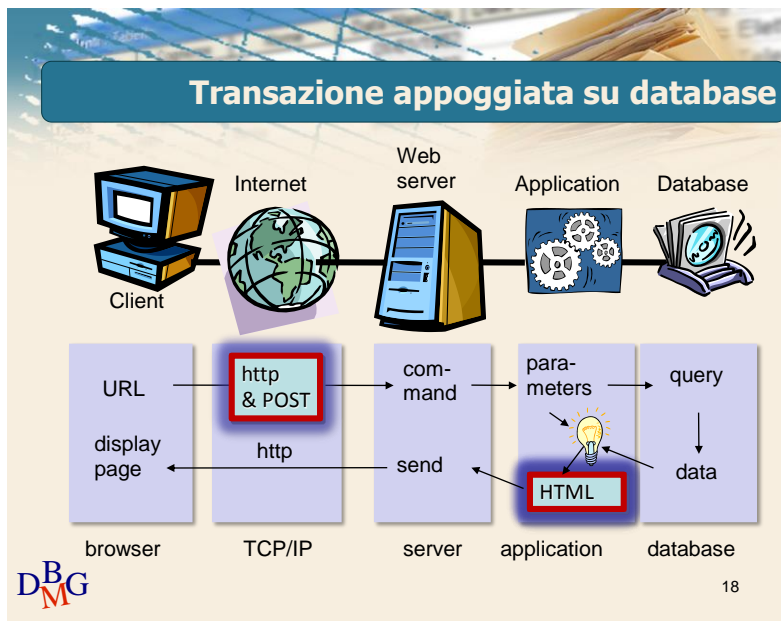 Transazione appoggiata su database
Internet
Web
server
Application
Database
Client
URL
http
& POST
com-
mand
para-
meters
query
display
page
http
send
HTML
data
browser
TCP/IP
server
application
database
DBMG
18